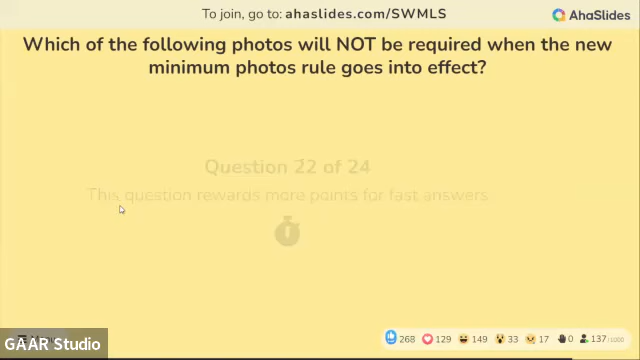 To join, go to: ahaslides.com/SWMLS
AhaSlides
Which of the following photos will NOT be required when the new
minimum photos rule goes into effect?
Question 22 of 24
This question rewards more points for fast answers.
GAAR Studio
268 129 149 33 17 0 137/1000